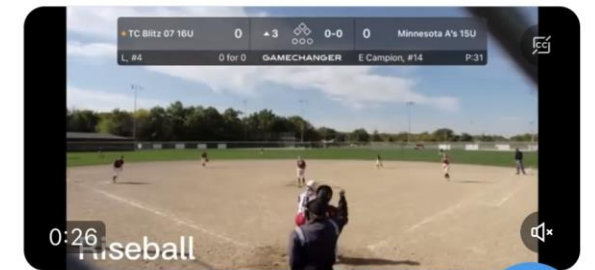 TC Blitz 07 16U 0 ▲3 0-0 0 Minnesota A's 15U
L, #4 0 for 0 GAMECHANGER E Campion, #14 P:31
CC
0:26
Riseball